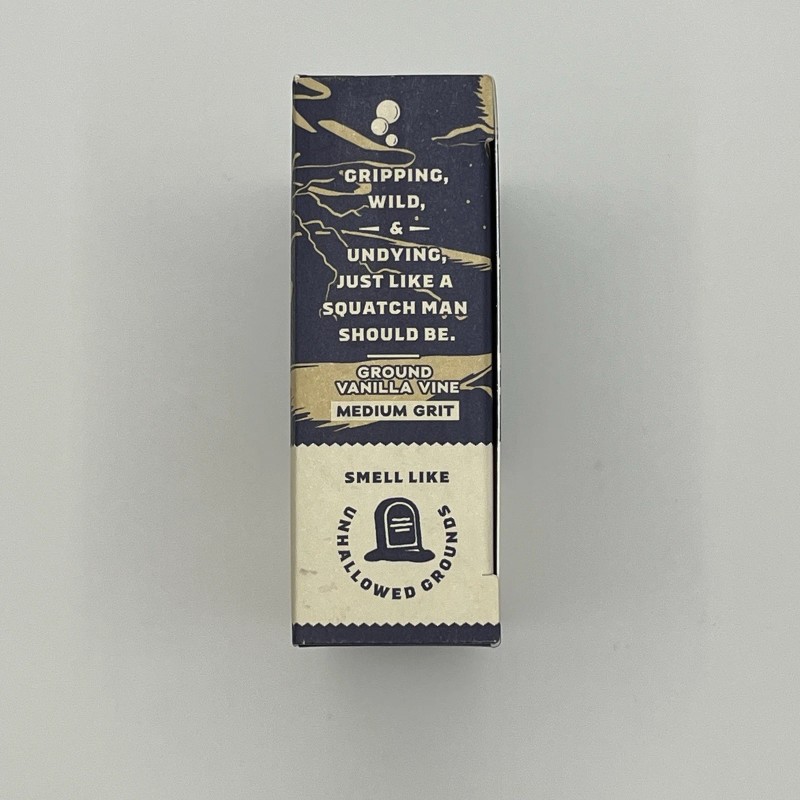 GRIPPING,
WILD,
&
UNDYING,
JUST LIKE A
SQUATCH MAN
SHOULD BE.
GROUND
VANILLA VINE
MEDIUM GRIT
SMELL LIKE
UNHALLOWED GROUNDS